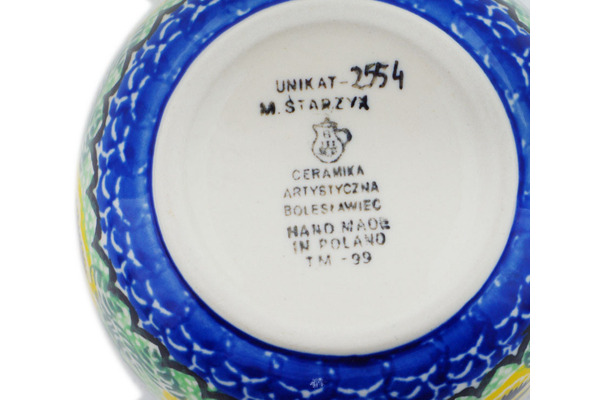 UNIKAT-2554
M. STARZYK
CERAMIKA
ARTYSTYCZNA
BOLESŁAWIEC
HAND MADE
IN POLAND
TM -99